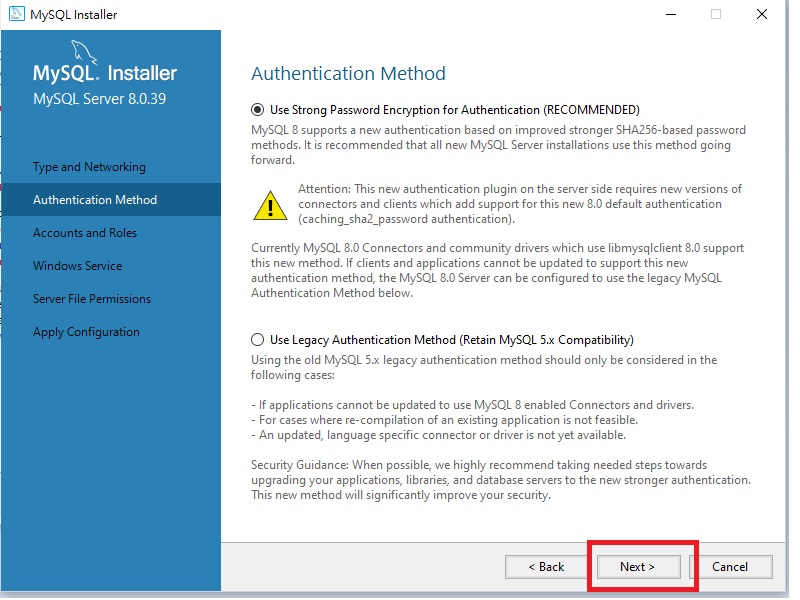 MySQL Installer
MySQL. Installer
MySQL Server 8.0.39
Type and Networking
Authentication Method
Accounts and Roles
Windows Service
Server File Permissions
Apply Configuration
Authentication Method
Use Strong Password Encryption for Authentication (RECOMMENDED)
MySQL 8 supports a new authentication based on improved stronger SHA256-based password
methods. It is recommended that all new MySQL Server installations use this method going
forward.
Attention: This new authentication plugin on the server side requires new versions of
connectors and clients which add support for this new 8.0 default authentication
(caching_sha2_password authentication).
Currently MySQL 8.0 Connectors and community drivers which use libmysqlclient 8.0 support
this new method. If clients and applications cannot be updated to support this new
authentication method, the MySQL 8.0 Server can be configured to use the legacy MySQL
Authentication Method below.
Use Legacy Authentication Method (Retain MySQL 5.x Compatibility)
Using the old MySQL 5.x legacy authentication method should only be considered in the
following cases:
- If applications cannot be updated to use MySQL 8 enabled Connectors and drivers.
- For cases where re-compilation of an existing application is not feasible.
- An updated, language specific connector or driver is not yet available.
Security Guidance: When possible, we highly recommend taking needed steps towards
upgrading your applications, libraries, and database servers to the new stronger authentication.
This new method will significantly improve your security.
< Back
Next >
Cancel